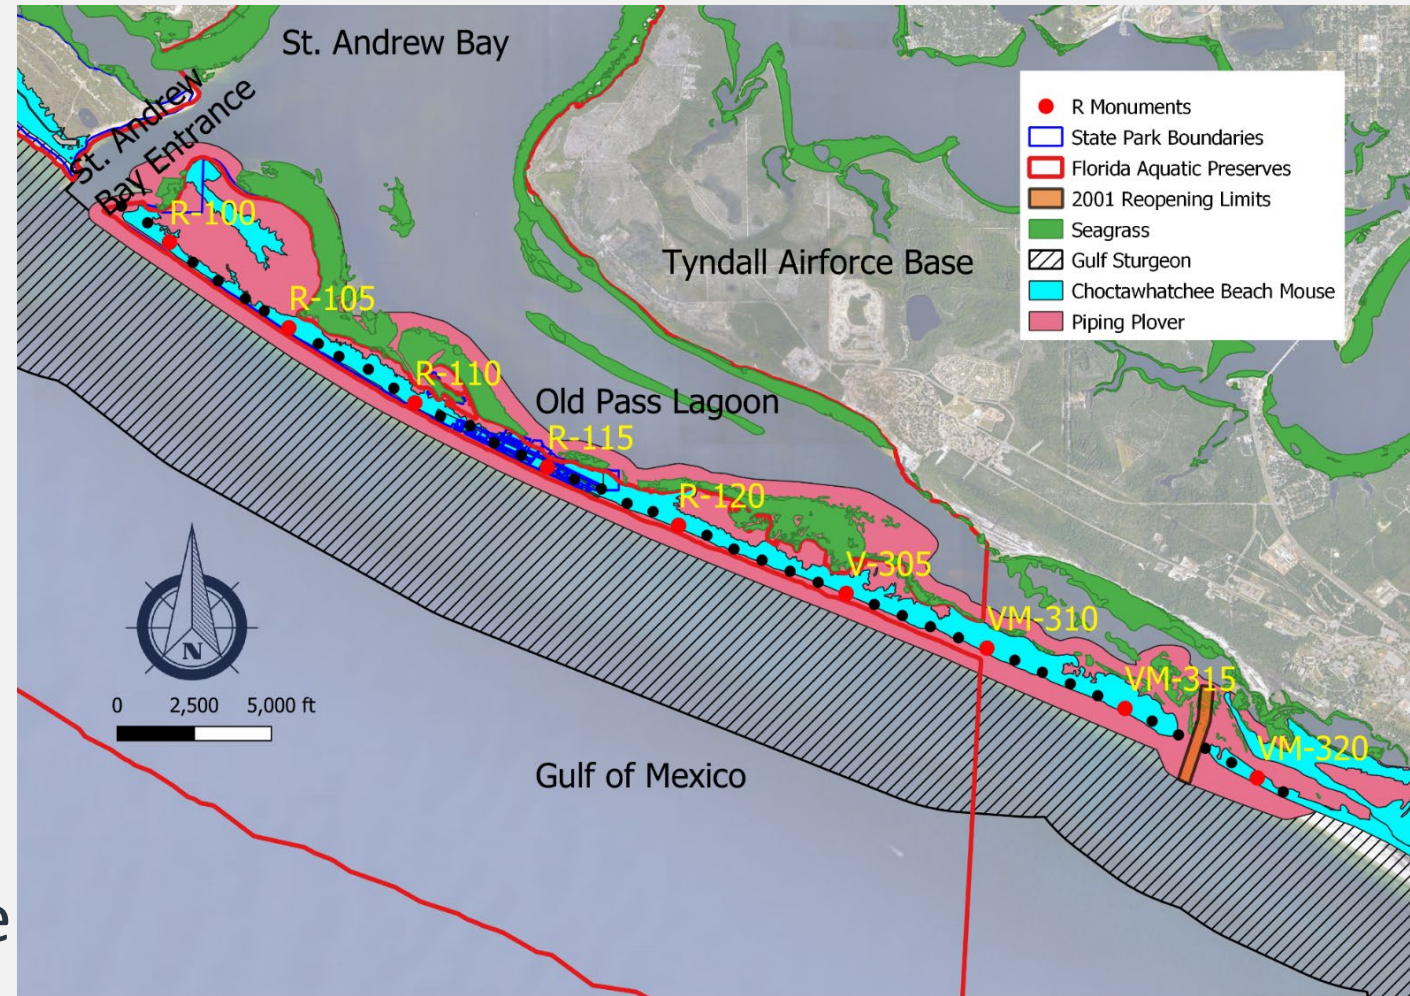 St. Andrew Bay
St. Andrew
Bay Entrance
R Monuments
State Park Boundaries
Florida Aquatic Preserves
2001 Reopening Limits
Seagrass
Gulf Sturgeon
Choctawhatchee Beach Mouse
Piping Plover
R-100
Tyndall Airforce Base
R-105
R-110
Old Pass Lagoon
R-115
R-120
V-305
VM-310
VM-315
VM-320
N
0 2,500 5,000 ft
Gulf of Mexico
e